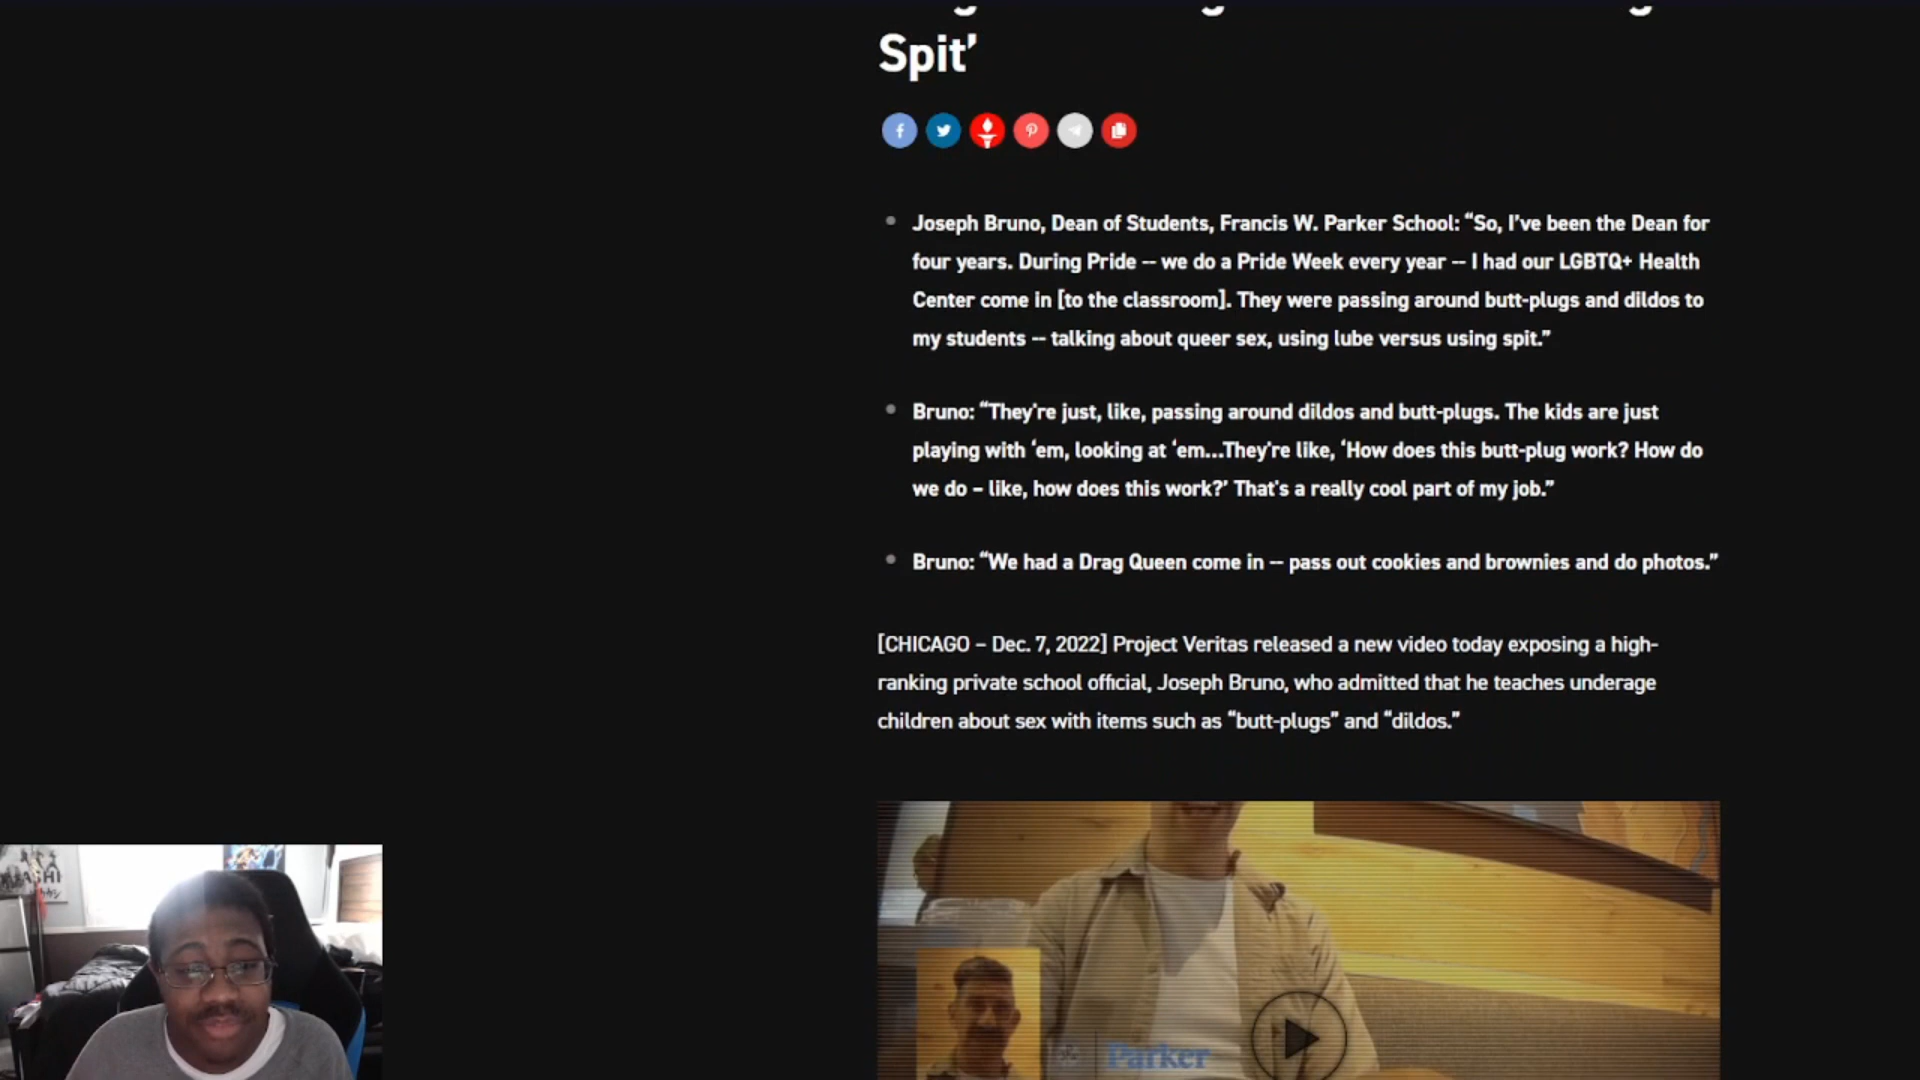 Spit’
Joseph Bruno, Dean of Students, Francis W. Parker School: “So, I’ve been the Dean for
four years. During Pride -- we do a Pride Week every year -- I had our LGBTQ+ Health
Center come in [to the classroom]. They were passing around butt-plugs and dildos to
my students -- talking about queer sex, using lube versus using spit.”
Bruno: “They're just, like, passing around dildos and butt-plugs. The kids are just
playing with ‘em, looking at ‘em...They're like, ‘How does this butt-plug work? How do
we do – like, how does this work?’ That's a really cool part of my job.”
Bruno: “We had a Drag Queen come in -- pass out cookies and brownies and do photos.”
[CHICAGO – Dec. 7, 2022] Project Veritas released a new video today exposing a high-
ranking private school official, Joseph Bruno, who admitted that he teaches underage
children about sex with items such as “butt-plugs” and “dildos.”
Parker